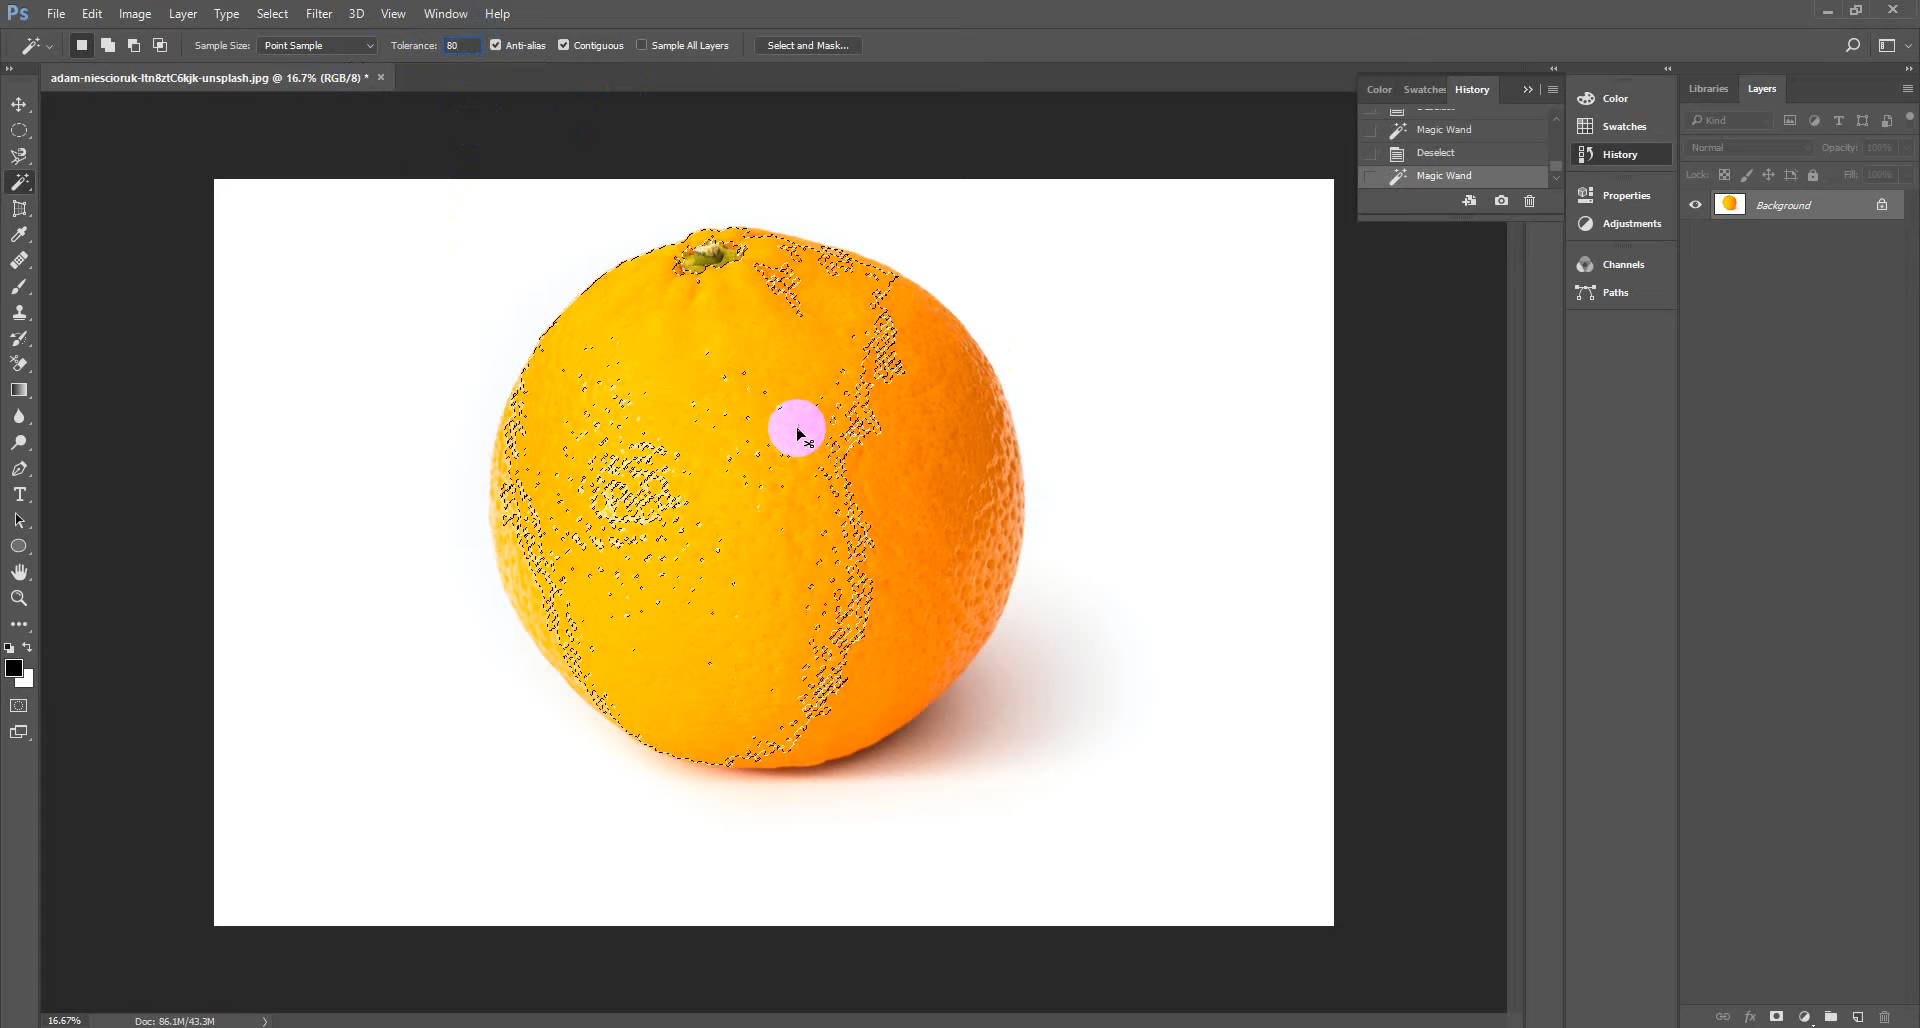 Ps File Edit Image Layer Type Select Filter 3D View Window Help
Sample Size: Point Sample Tolerance: 80 Anti-alias Contiguous Sample All Layers Select and Mask...
adam-niescioruk-ltn8ztC6kjk-unsplash.jpg @ 16.7% (RGB/8) *
Color Swatches History
Magic Wand
Deselect
Magic Wand
Color
Swatches
History
Properties
Adjustments
Channels
Paths
Libraries Layers
Kind
Normal Opacity: 100%
Lock: Fill: 100%
Background
16.67% Doc: 86.1M/43.3M